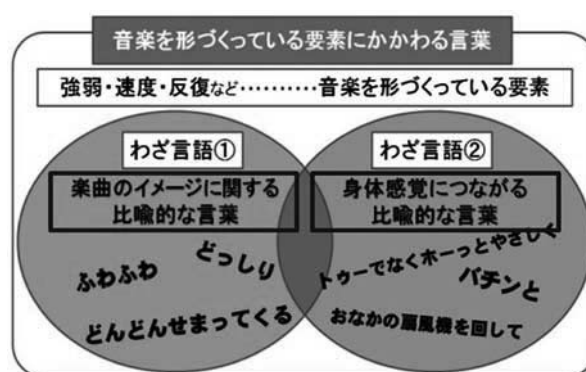 音楽を形づくっている要素にかかわる言葉
強弱・速度・反復など‥‥‥‥音楽を形づくっている要素
わざ言語①
楽曲のイメージに関する
比喩的な言葉
ふわふわ
どっしり
どんどんせまってくる
わざ言語②
身体感覚につながる
比喩的な言葉
トゥーでなくホーっとやさしく
バチンと
おなかの扇風機を回して